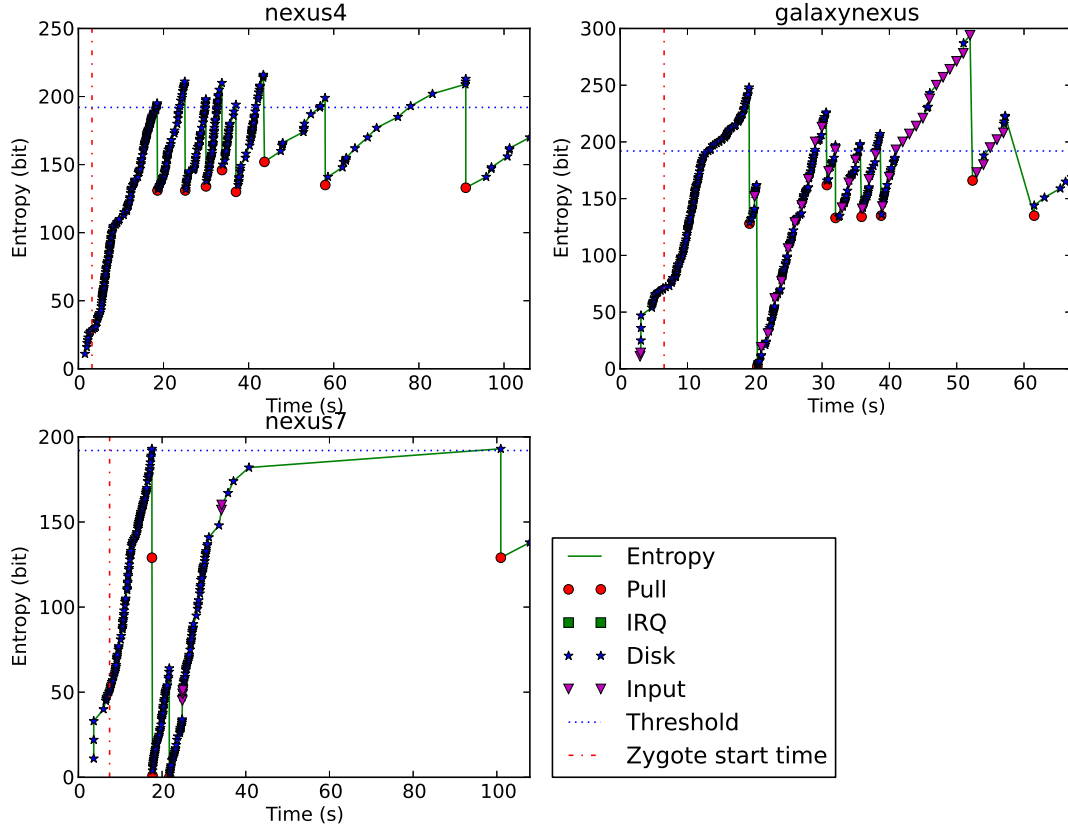 nexus4
250
200
150
100
50
0
Entropy (bit)
0 20 40 60 80 100
Time (s)
galaxynexus
300
250
200
150
100
50
0
Entropy (bit)
0 10 20 30 40 50 60
Time (s)
nexus7
200
150
100
50
0
Entropy (bit)
0 20 40 60 80 100
Time (s)
Entropy
Pull
IRQ
Disk
Input
Threshold
Zygote start time